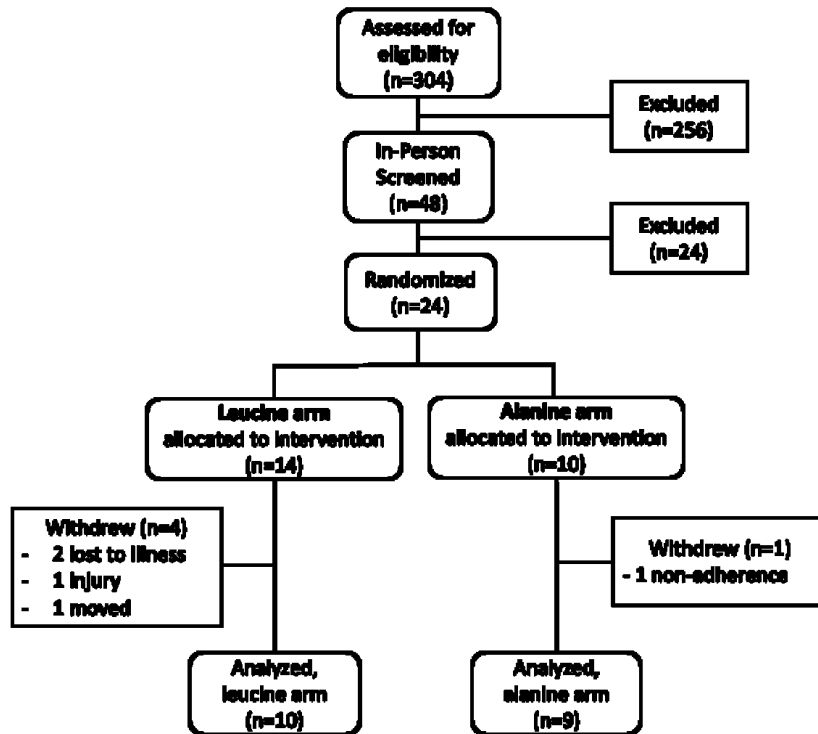 Assessed for
eligibility
(n=304)
Excluded
(n=256)
In-Person
Screened
(n=48)
Excluded
(n=24)
Randomized
(n=24)
Leucine arm
allocated to intervention
(n=14)
Alanine arm
allocated to intervention
(n=10)
Withdrew (n=4)
- 2 lost to illness
- 1 injury
- 1 moved
Withdrew (n=1)
- 1 non-adherence
Analyzed,
leucine arm
(n=10)
Analyzed,
alanine arm
(n=9)